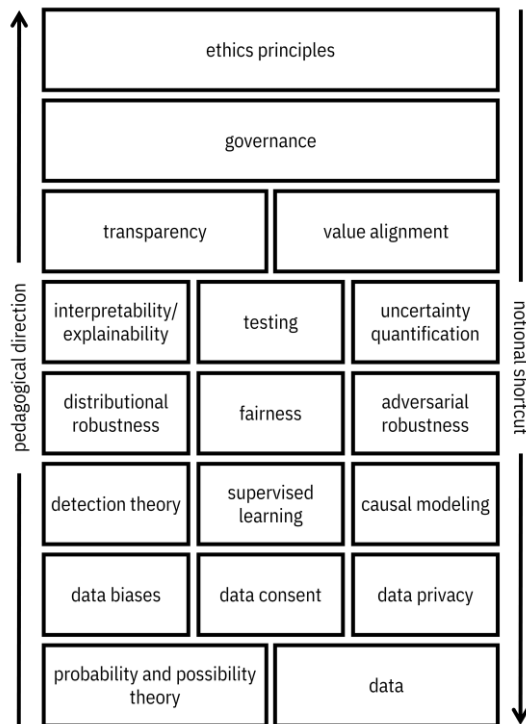 ethics principles
governance
transparency
value alignment
interpretability/
explainability
testing
uncertainty
quantification
distributional
robustness
fairness
adversarial
robustness
detection theory
supervised
learning
causal modeling
data biases
data consent
data privacy
probability and possibility
theory
data
pedagogical direction
notional shortcut